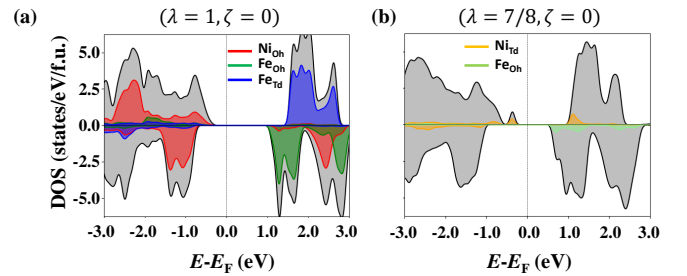 (a) (λ = 1, ζ = 0) (b) (λ = 7/8, ζ = 0)
DOS (states/eV/f.u.)
5.0
2.5
0.0
-2.5
-5.0
Ni_Oh
Fe_Oh
Fe_Td
Ni_Td
Fe_Oh
-3.0 -2.0 -1.0 0.0 1.0 2.0 3.0 -3.0 -2.0 -1.0 0.0 1.0 2.0 3.0
E-E_F (eV) E-E_F (eV)